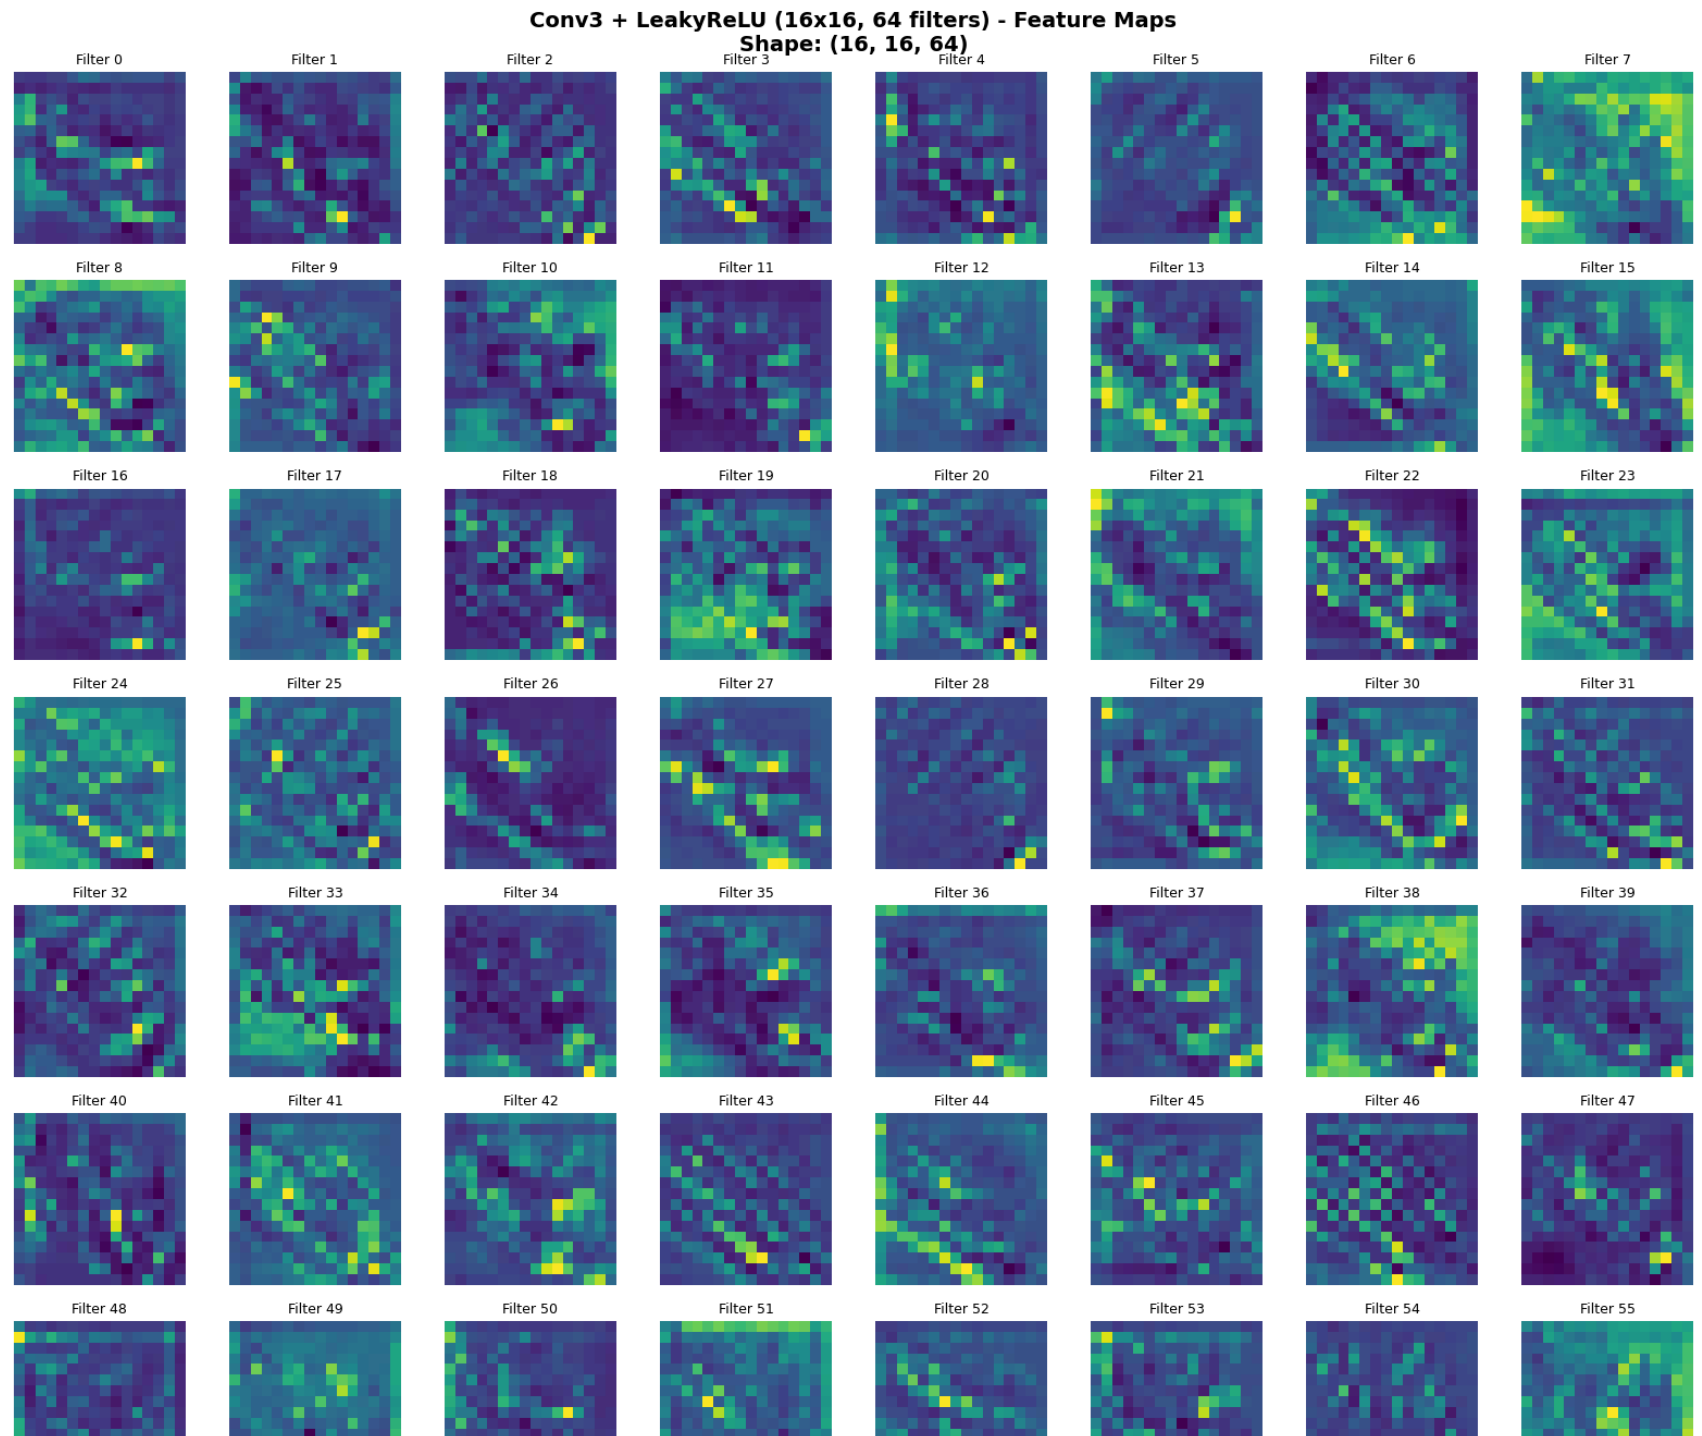 Conv3 + LeakyReLU (16x16, 64 filters) - Feature Maps
Shape: (16, 16, 64)
Filter 0 Filter 1 Filter 2 Filter 3 Filter 4 Filter 5 Filter 6 Filter 7
Filter 8 Filter 9 Filter 10 Filter 11 Filter 12 Filter 13 Filter 14 Filter 15
Filter 16 Filter 17 Filter 18 Filter 19 Filter 20 Filter 21 Filter 22 Filter 23
Filter 24 Filter 25 Filter 26 Filter 27 Filter 28 Filter 29 Filter 30 Filter 31
Filter 32 Filter 33 Filter 34 Filter 35 Filter 36 Filter 37 Filter 38 Filter 39
Filter 40 Filter 41 Filter 42 Filter 43 Filter 44 Filter 45 Filter 46 Filter 47
Filter 48 Filter 49 Filter 50 Filter 51 Filter 52 Filter 53 Filter 54 Filter 55